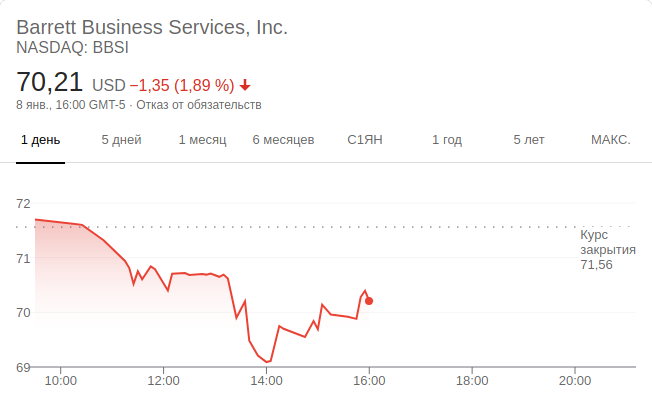 Barrett Business Services, Inc.
NASDAQ: BBSI
70,21 USD −1,35 (1,89 %)
8 янв., 16:00 GMT-5 · Отказ от обязательств
1 день 5 дней 1 месяц 6 месяцев С1ЯН 1 год 5 лет МАКС.
72
Курс
закрытия
71,56
71
70
69
10:00 12:00 14:00 16:00 18:00 20:00